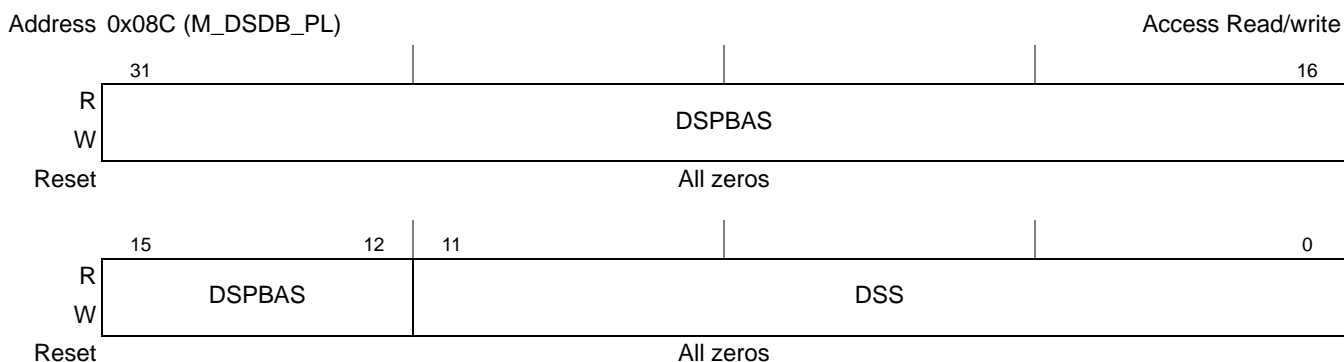 Address 0x08C (M_DSDB_PL) Access Read/write
31 16
R
DSPBAS
W
Reset All zeros
15 12 11 0
R
DSPBAS DSS
W
Reset All zeros